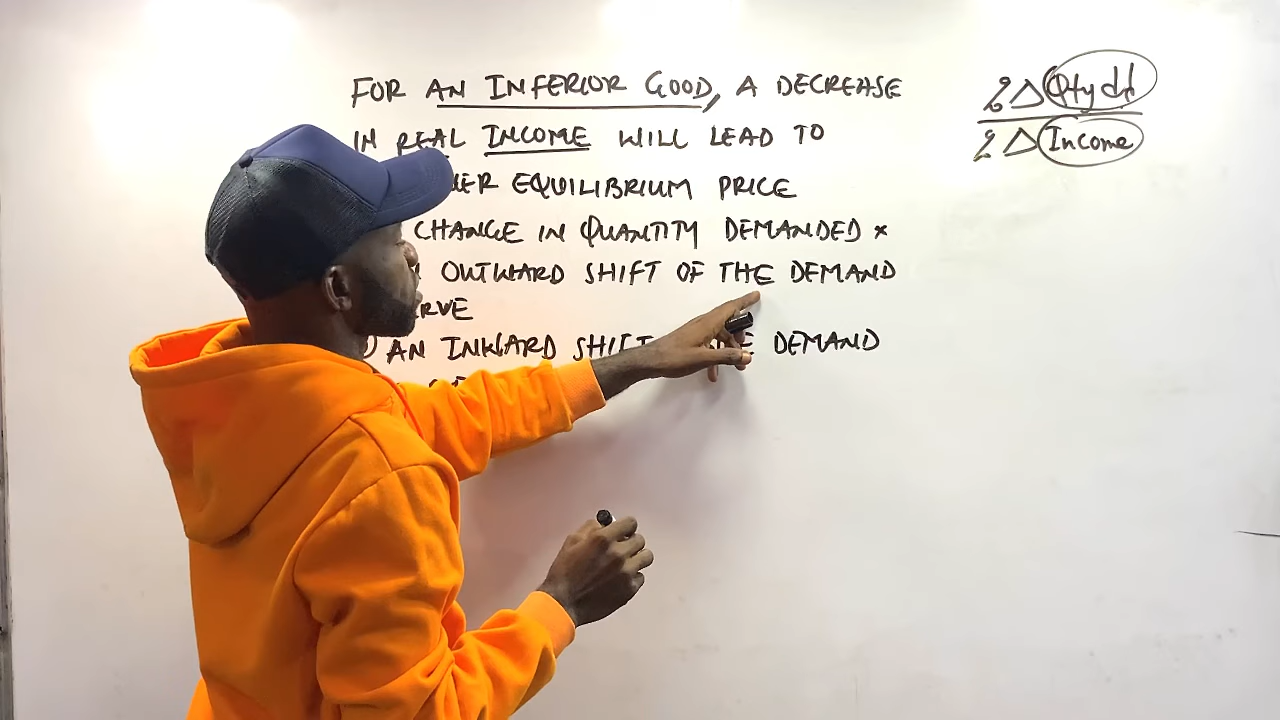 FOR AN INFERIOR GOOD, A DECREASE
IN REAL INCOME WILL LEAD TO
EQUILIBRIUM PRICE
CHANGE IN QUANTITY DEMANDED ×
OUTWARD SHIFT OF THE DEMAND
) AN INWARD SHIFT DEMAND
% Δ Qty dd
% Δ Income